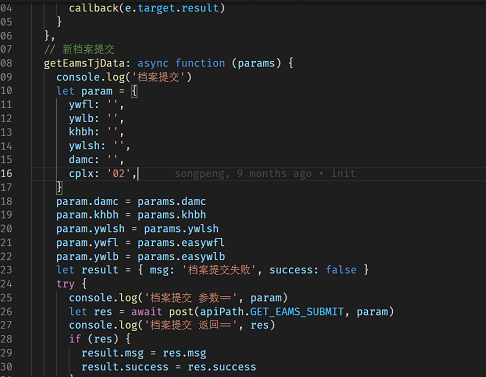 04 callback(e.target.result)
05 }
06 },
07 // 新档案提交
08 getEamsTjData: async function (params) {
09 console.log('档案提交')
10 let param = {
11 ywfl: '',
12 ywlb: '',
13 khbh: '',
14 ywlsh: '',
15 damc: '',
16 cplx: '02', songpeng, 9 months ago • init
17 }
18 param.damc = params.damc
19 param.khbh = params.khbh
20 param.ywlsh = params.ywlsh
21 param.ywfl = params.easywfl
22 param.ywlb = params.easywlb
23 let result = { msg: '档案提交失败', success: false }
24 try {
25 console.log('档案提交 参数==', param)
26 let res = await post(apiPath.GET_EAMS_SUBMIT, param)
27 console.log('档案提交 返回==', res)
28 if (res) {
29 result.msg = res.msg
30 result.success = res.success